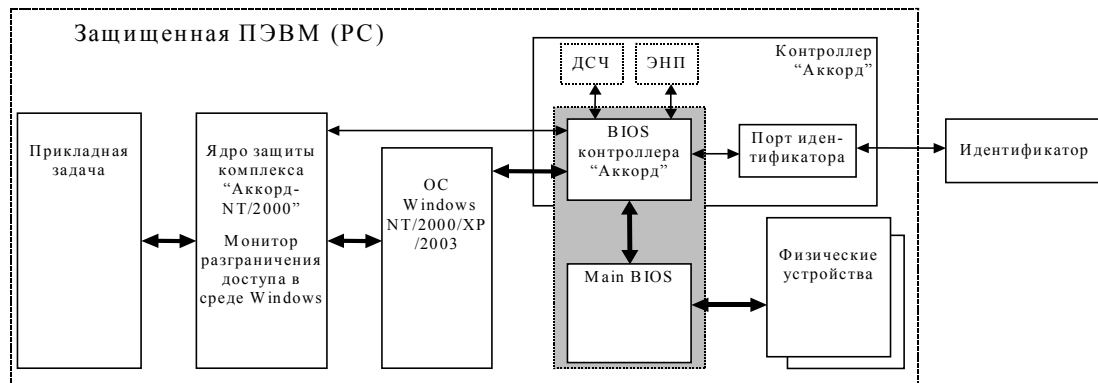 Защищенная ПЭВМ (PC)
Контроллер
“Аккорд”
ДСЧ
ЭНП
Прикладная
задача
Ядро защиты
комплекса
“Аккорд-
NT/2000”
Монитор
разграничения
доступа в
среде Windows
ОС
Windows
NT/2000/XP
/2003
BIOS
контроллера
“Аккорд”
Порт иден-
тификатора
Идентификатор
Main BIOS
Физические
устройства